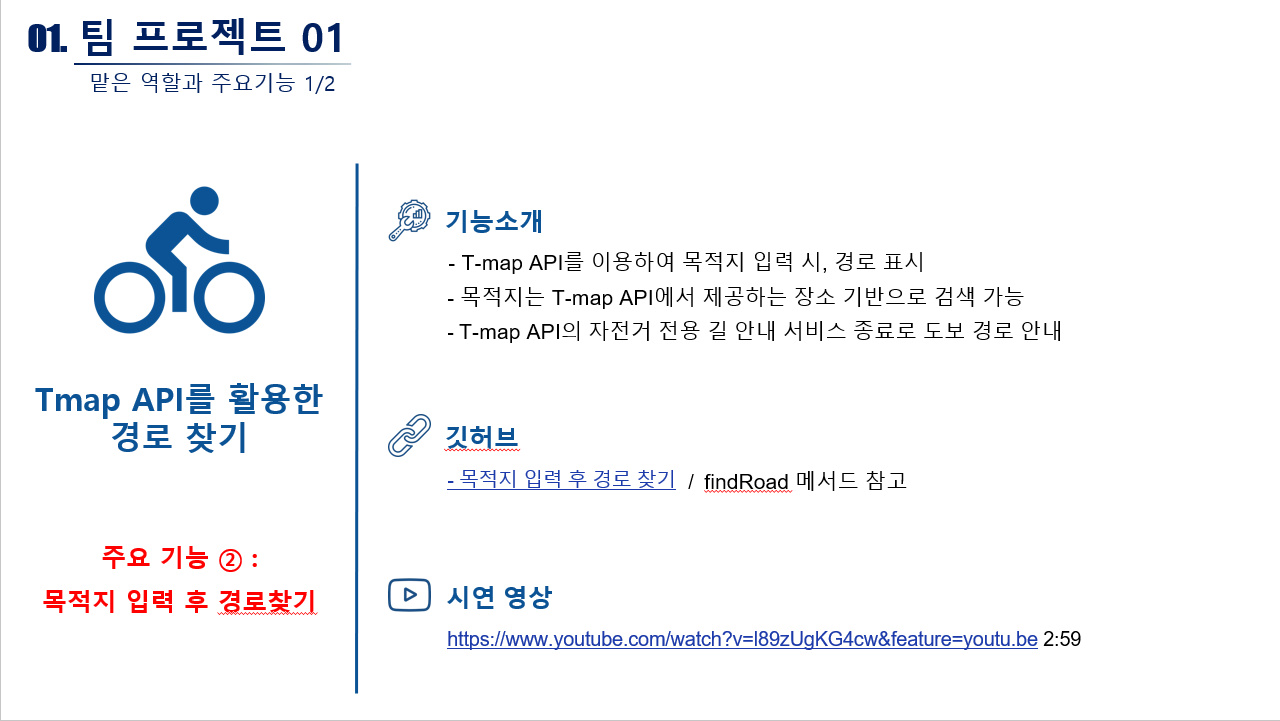 01. 팀 프로젝트 01
맡은 역할과 주요기능 1/2
Tmap API를 활용한
경로 찾기
주요 기능 ② :
목적지 입력 후 경로찾기
기능소개
- T-map API를 이용하여 목적지 입력 시, 경로 표시
- 목적지는 T-map API에서 제공하는 장소 기반으로 검색 가능
- T-map API의 자전거 전용 길 안내 서비스 종료로 도보 경로 안내
깃허브
- 목적지 입력 후 경로 찾기 / findRoad 메서드 참고
시연 영상
https://www.youtube.com/watch?v=l89zUgKG4cw&feature=youtu.be 2:59